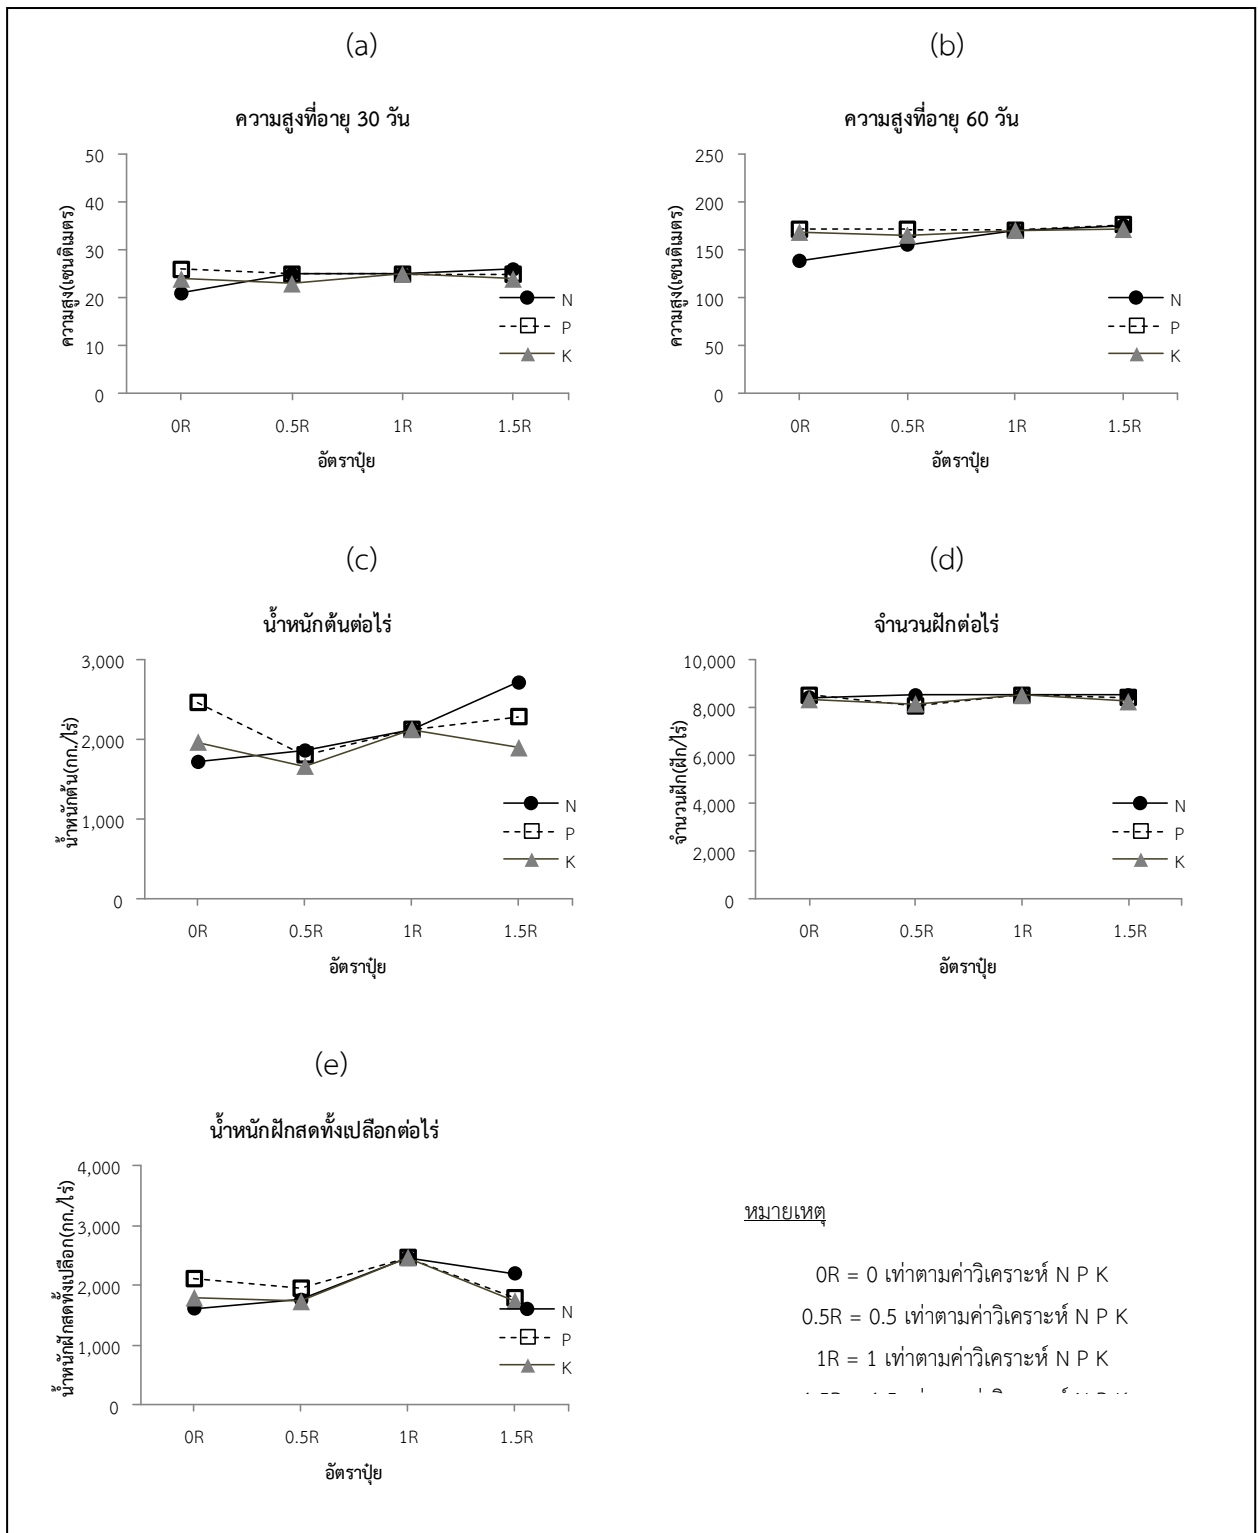 (a)
ความสูงที่อายุ 30 วัน
50
40
30
20
10
0
ความสูง(เซนติเมตร)
0R 0.5R 1R 1.5R
อัตราปุ๋ย
N
P
K
(b)
ความสูงที่อายุ 60 วัน
250
200
150
100
50
0
ความสูง(เซนติเมตร)
0R 0.5R 1R 1.5R
อัตราปุ๋ย
N
P
K
(c)
น้ำหนักต้นต่อไร่
3,000
2,000
1,000
0
น้ำหนักต้น(กก./ไร่)
0R 0.5R 1R 1.5R
อัตราปุ๋ย
N
P
K
(d)
จำนวนฝักต่อไร่
10,000
8,000
6,000
4,000
2,000
0
จำนวนฝัก(ฝัก/ไร่)
0R 0.5R 1R 1.5R
อัตราปุ๋ย
N
P
K
(e)
น้ำหนักฝักสดทั้งเปลือกต่อไร่
4,000
3,000
2,000
1,000
0
น้ำหนักฝักสดทั้งเปลือก(กก./ไร่)
0R 0.5R 1R 1.5R
อัตราปุ๋ย
N
P
K
หมายเหตุ
0R = 0 เท่าตามค่าวิเคราะห์ N P K
0.5R = 0.5 เท่าตามค่าวิเคราะห์ N P K
1R = 1 เท่าตามค่าวิเคราะห์ N P K